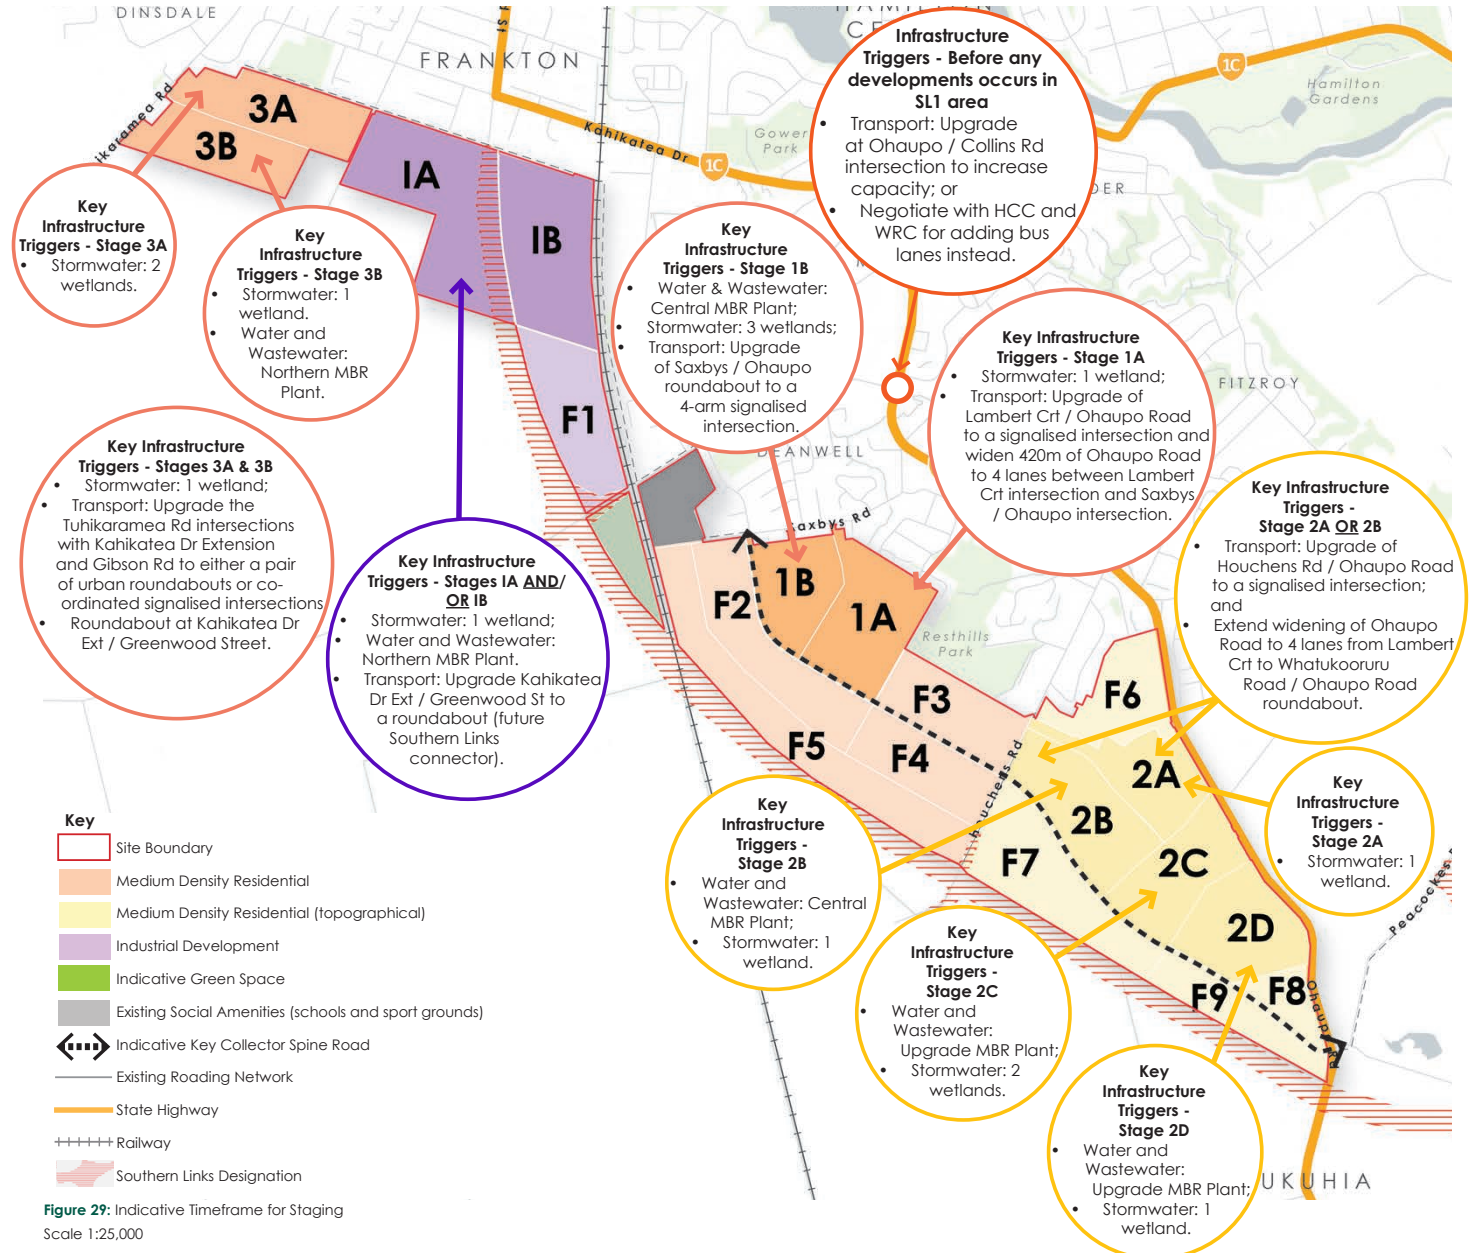 DINSDALE
FRANKTON
HAMILTON
Infrastructure
Triggers - Before any
developments occurs in
SL1 area
• Transport: Upgrade
at Ohaupo / Collins Rd
intersection to increase
capacity; or
• Negotiate with HCC and
WRC for adding bus
lanes instead.
1C
Hamilton
Gardens
Gower
Park
Kahikatea Dr
1C
3A
3B
IA
IB
F1
Key
Infrastructure
Triggers - Stage 3A
• Stormwater: 2
wetlands.
Key
Infrastructure
Triggers - Stage 3B
• Stormwater: 1
wetland.
• Water and
Wastewater:
Northern MBR
Plant.
Key
Infrastructure
Triggers - Stage 1B
• Water & Wastewater:
Central MBR Plant;
• Stormwater: 3 wetlands;
• Transport: Upgrade
of Saxbys / Ohaupo
roundabout to a
4-arm signalised
intersection.
Key Infrastructure
Triggers - Stage 1A
• Stormwater: 1 wetland;
• Transport: Upgrade of
Lambert Crt / Ohaupo Road
to a signalised intersection and
widen 420m of Ohaupo Road
to 4 lanes between Lambert
Crt intersection and Saxbys
/ Ohaupo intersection.
FITZROY
DEANWELL
Saxbys Rd
Key Infrastructure
Triggers - Stages 3A & 3B
• Stormwater: 1 wetland;
• Transport: Upgrade the
Tuhikaramea Rd intersections
with Kahikatea Dr Extension
and Gibson Rd to either a pair
of urban roundabouts or co-
ordinated signalised intersections
• Roundabout at Kahikatea Dr
Ext / Greenwood Street.
Key Infrastructure
Triggers - Stages IA AND/
OR IB
• Stormwater: 1 wetland;
• Water and Wastewater:
Northern MBR Plant.
• Transport: Upgrade Kahikatea
Dr Ext / Greenwood St to
a roundabout (future
Southern Links
connector).
Key Infrastructure
Triggers -
Stage 2A OR 2B
• Transport: Upgrade of
Houchens Rd / Ohaupo Road
to a signalised intersection;
and
• Extend widening of Ohaupo
Road to 4 lanes from Lambert
Crt to Whatukooruru
Road / Ohaupo Road
roundabout.
F2
1B
1A
Resthills
Park
F3
F4
F5
F6
Houchens Rd
2A
2B
2C
2D
F7
F8
F9
Ohaupo Rd
Peacockes
Key
Infrastructure
Triggers -
Stage 2A
• Stormwater: 1
wetland.
Key
Infrastructure
Triggers -
Stage 2B
• Water and
Wastewater: Central
MBR Plant;
• Stormwater: 1
wetland.
Key
Infrastructure
Triggers -
Stage 2C
• Water and
Wastewater:
Upgrade MBR Plant;
• Stormwater: 2
wetlands.
Key
Infrastructure
Triggers -
Stage 2D
• Water and
Wastewater:
Upgrade MBR Plant;
• Stormwater: 1
wetland.
UKUHIA
Key
Site Boundary
Medium Density Residential
Medium Density Residential (topographical)
Industrial Development
Indicative Green Space
Existing Social Amenities (schools and sport grounds)
Indicative Key Collector Spine Road
Existing Roading Network
State Highway
Railway
Southern Links Designation
Figure 29: Indicative Timeframe for Staging
Scale 1:25,000